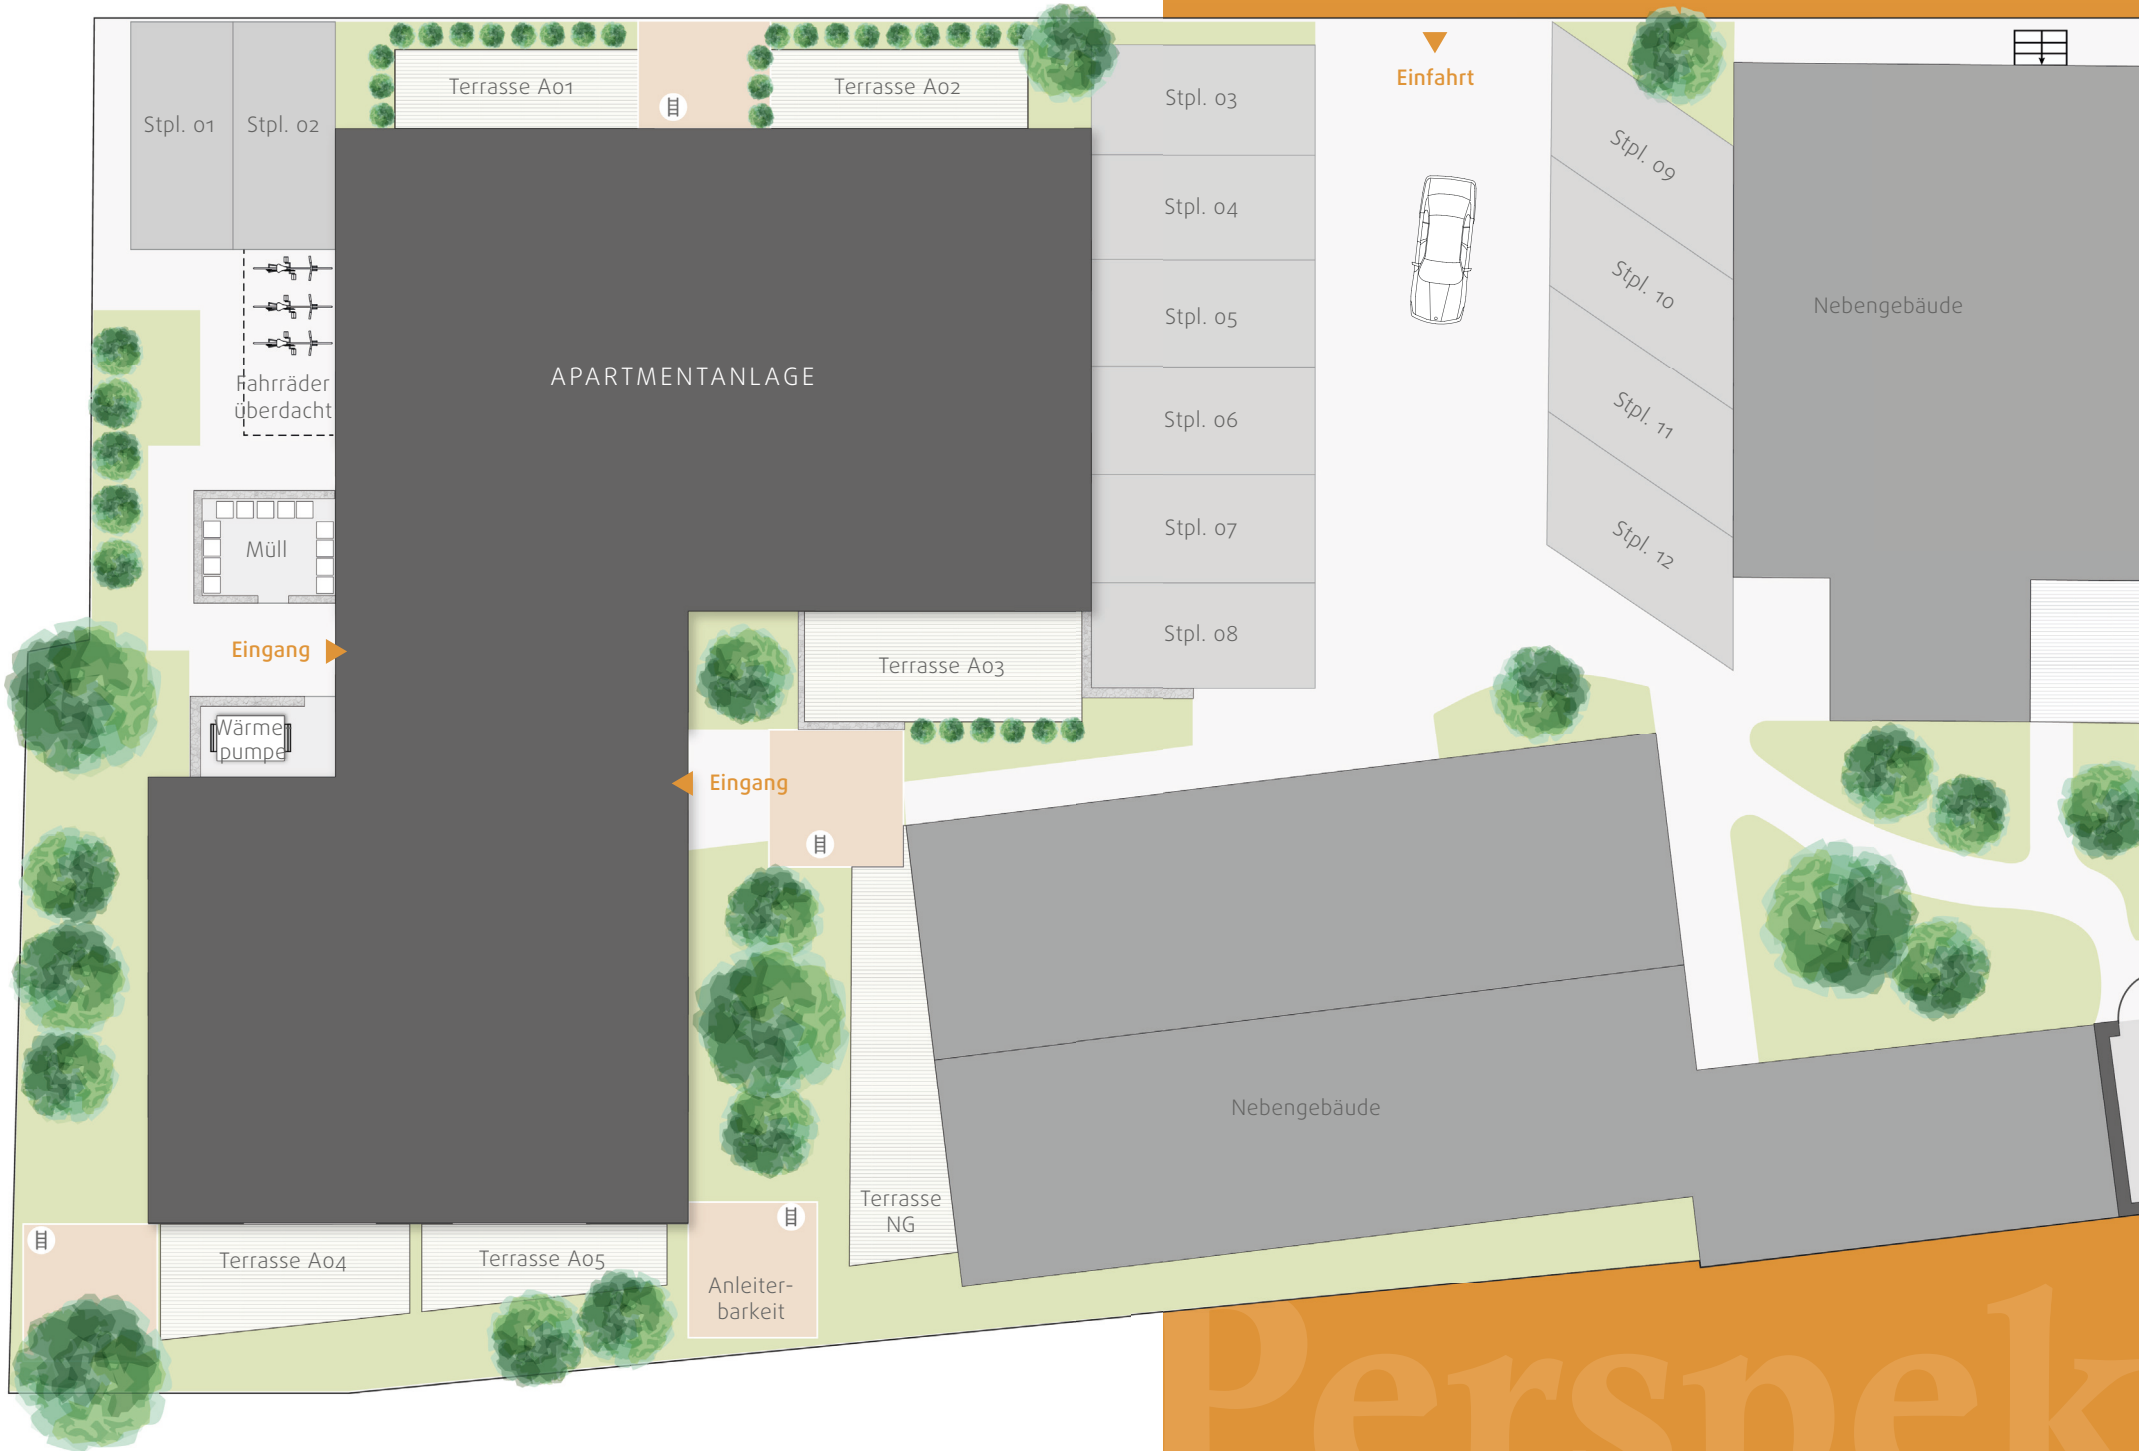 Einfahrt
Terrasse A01
Terrasse A02
Stpl. 01
Stpl. 02
Stpl. 03
Stpl. 04
Stpl. 05
Stpl. 06
Stpl. 07
Stpl. 08
Stpl. 09
Stpl. 10
Stpl. 11
Stpl. 12
Nebengebäude
APARTMENTANLAGE
Fahrräder
überdacht
Müll
Eingang
Wärme
pumpe
Terrasse A03
Eingang
Nebengebäude
Terrasse
NG
Terrasse A04
Terrasse A05
Anleiter-
barkeit
Perspek